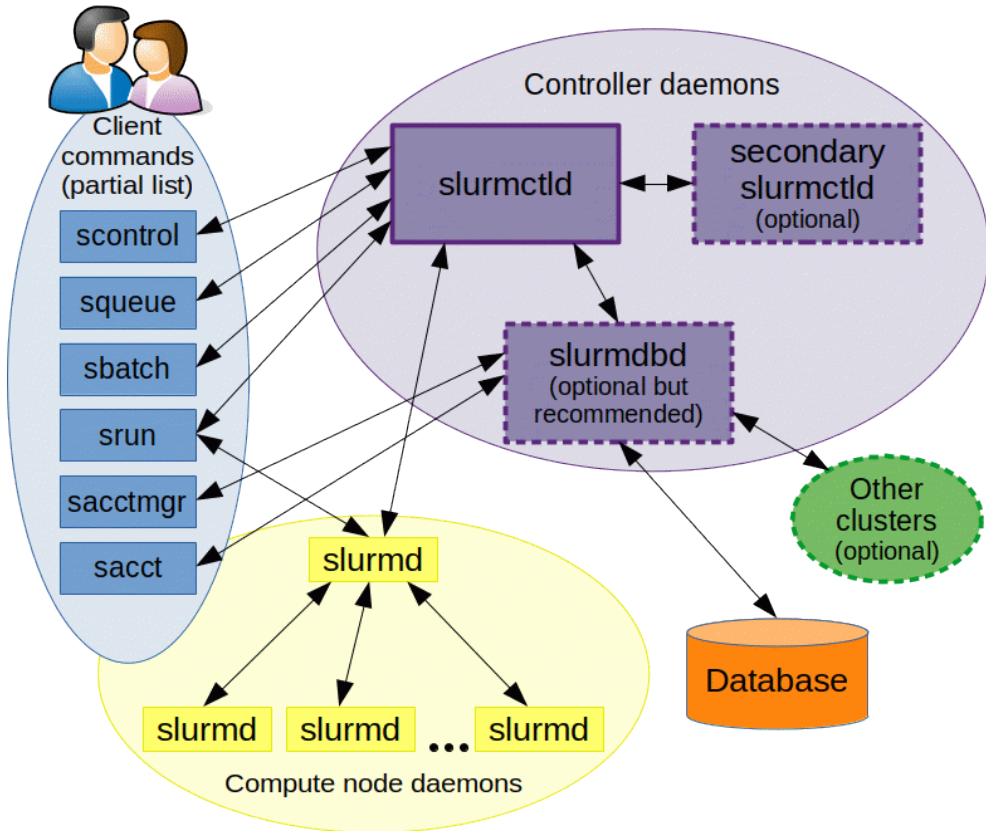 Client
commands
(partial list)
scontrol
squeue
sbatch
srun
sacctmgr
sacct
Controller daemons
slurmctld
secondary
slurmctld
(optional)
slurmdbd
(optional but
recommended)
Other
clusters
(optional)
Database
slurmd
slurmd
slurmd
...
slurmd
Compute node daemons